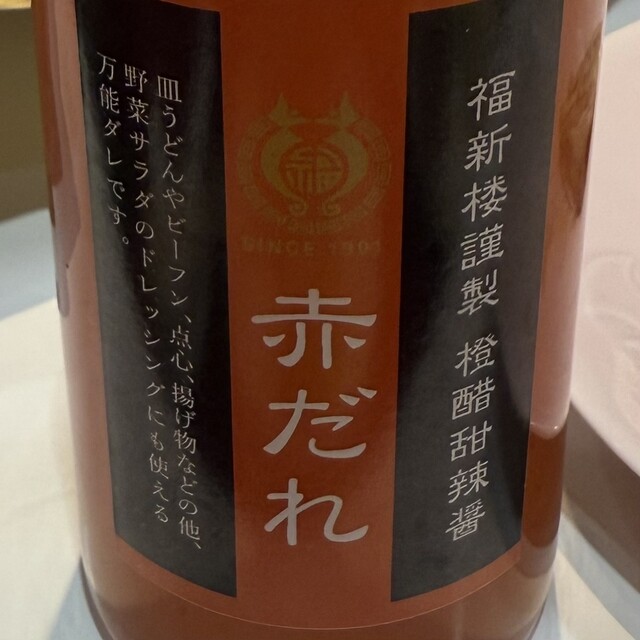 福新楼謹製 橙醋甜辣醤
SINCE 1901
赤だれ
皿うどんやビーフン、点心、揚げ物などの他、
野菜サラダのドレッシングにも使える
万能ダレです。